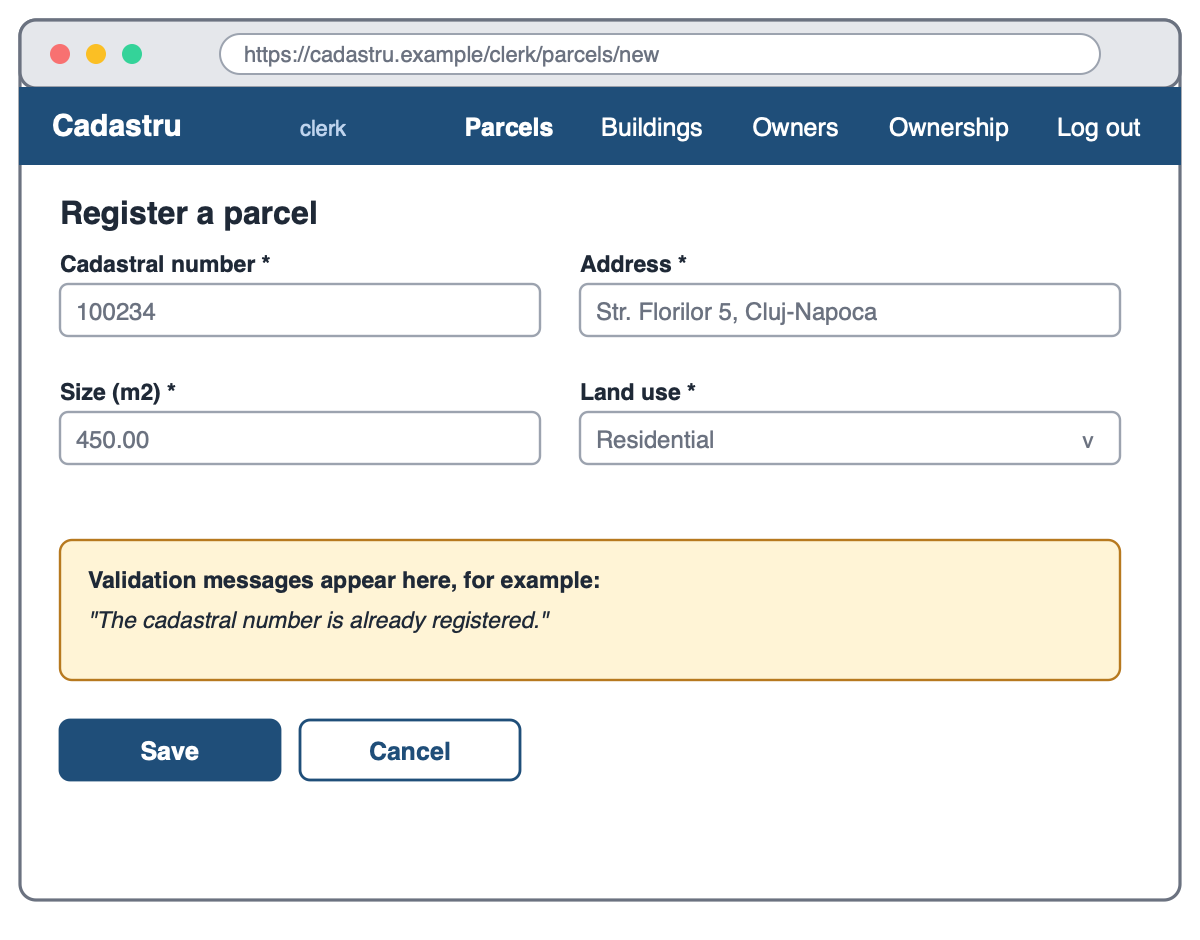 https://cadastru.example/clerk/parcels/new
Cadastru clerk Parcels Buildings Owners Ownership Log out
Register a parcel
Cadastral number * Address *
100234 Str. Florilor 5, Cluj-Napoca
Size (m2) * Land use *
450.00 Residential v
Validation messages appear here, for example:
"The cadastral number is already registered."
Save Cancel